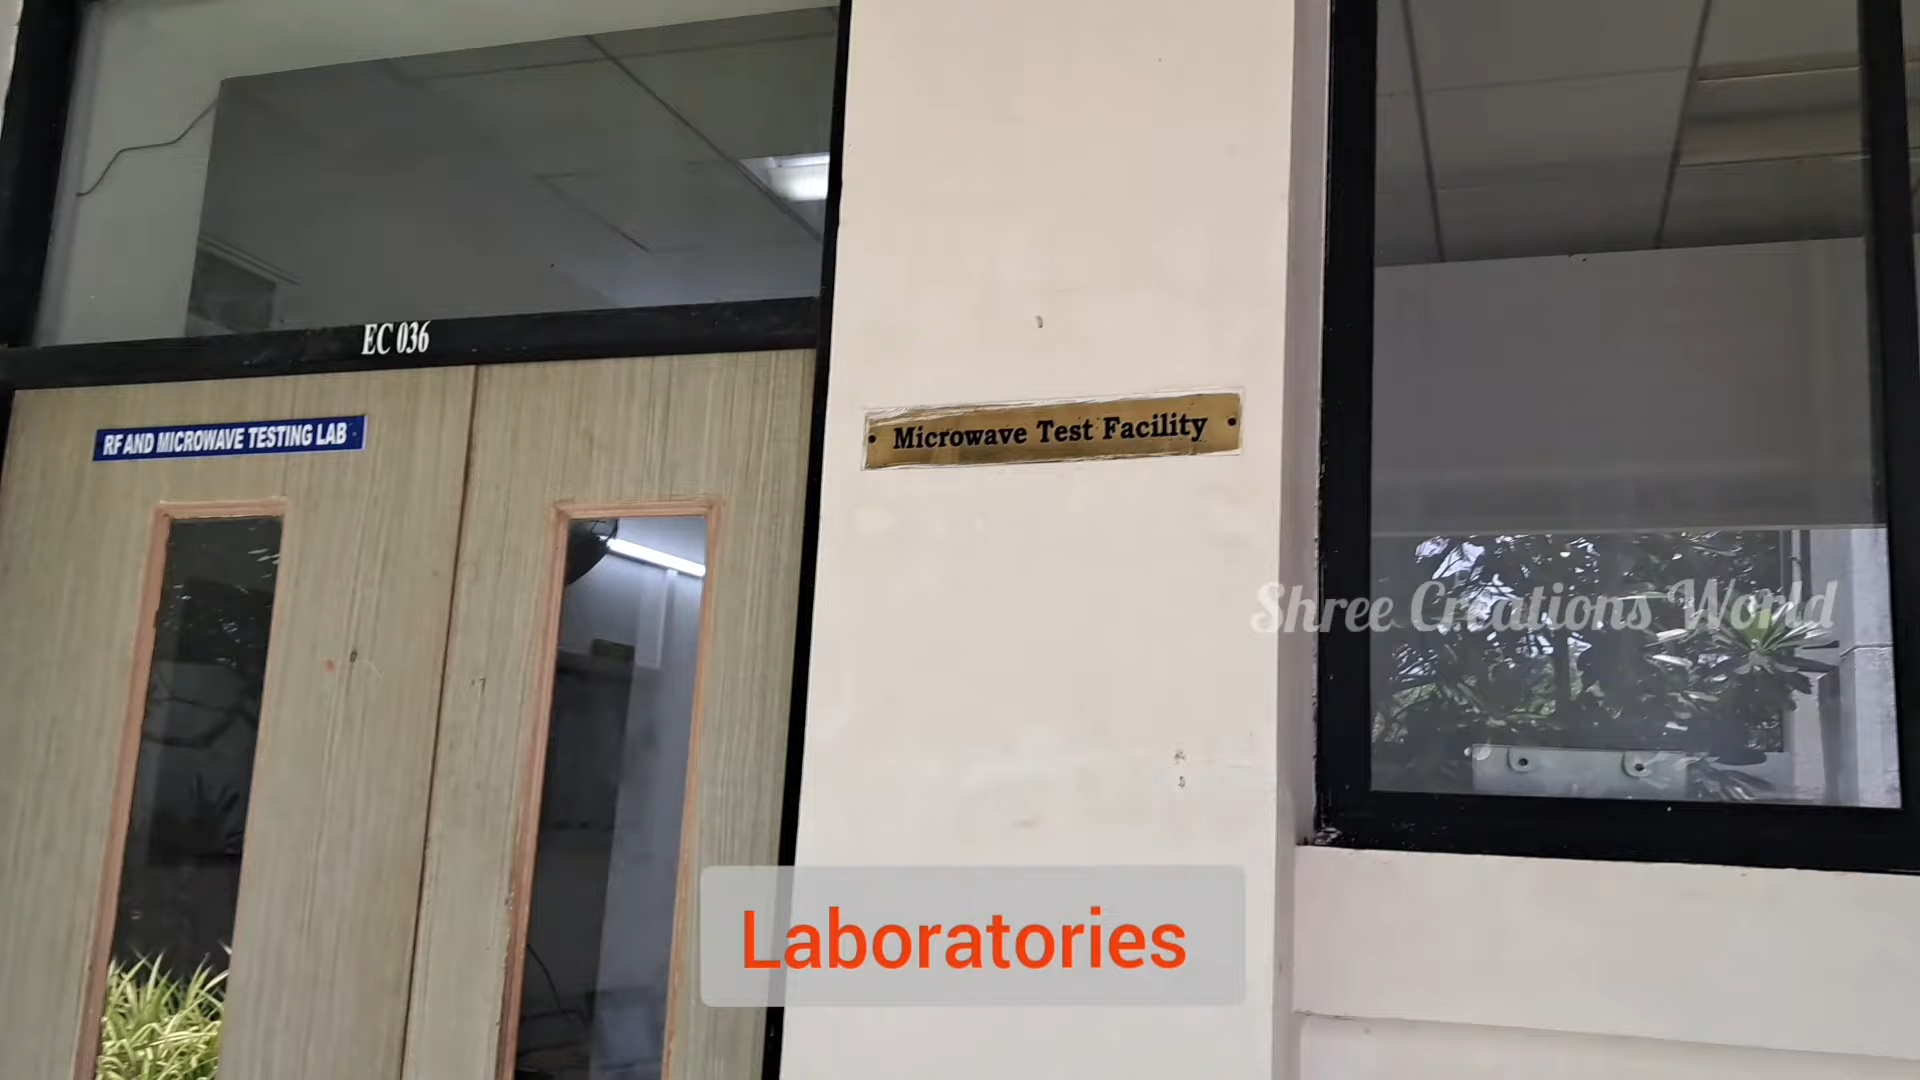 EC 036
RF AND MICROWAVE TESTING LAB
Microwave Test Facility
Shree Creations World
Laboratories